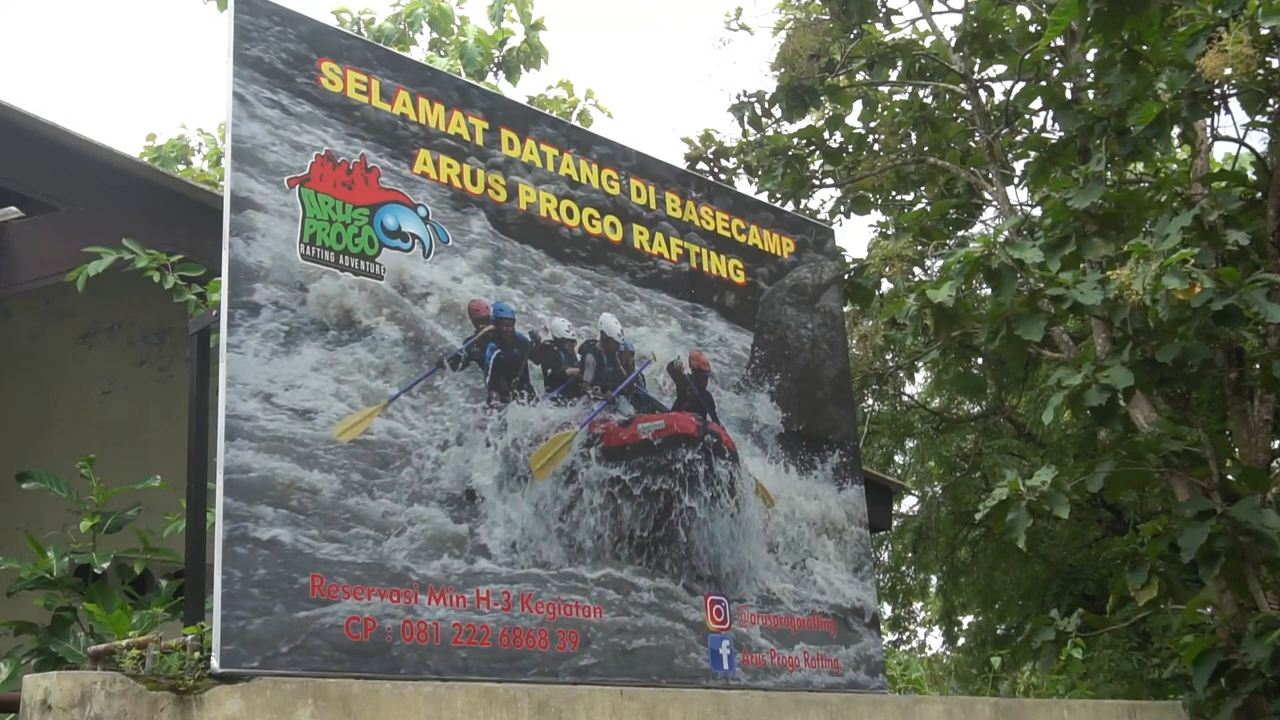 SELAMAT DATANG DI BASECAMP
ARUS PROGO RAFTING
ARUS
PROGO
RAFTING ADVENTURE
Reservasi Min H-3 Kegiatan
CP : 081 222 6868 39
@arusprogorafting
Arus Progo Rafting